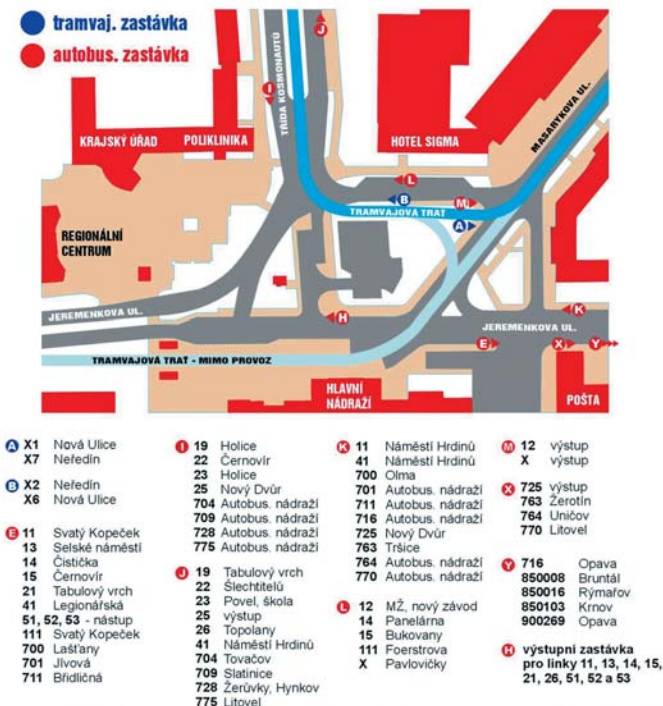 tramvaj. zastávka
autobus. zastávka
J
I
TŘÍDA KOSMONAUTŮ
MASARYKOVA UL.
KRAJSKÝ ÚŘAD
POLIKLINIKA
HOTEL SIGMA
L
B
M
TRAMVAJOVÁ TRAŤ
A
REGIONÁLNÍ
CENTRUM
JEREMENKOVA UL.
H
K
JEREMENKOVA UL.
E
X
Y
TRAMVAJOVÁ TRAŤ - MIMO PROVOZ
HLAVNÍ
NÁDRAŽÍ
POŠTA
A X1 Nová Ulice
X7 Neředín
B X2 Neředín
X6 Nová Ulice
E 11 Svatý Kopeček
13 Selské náměstí
14 Čistička
15 Černovír
21 Tabulový vrch
41 Legionářská
51, 52, 53 - nástup
111 Svatý Kopeček
700 Lašťany
701 Jívová
711 Břidličná
I 19 Holice
22 Černovír
23 Holice
25 Nový Dvůr
704 Autobus. nádraží
709 Autobus. nádraží
728 Autobus. nádraží
775 Autobus. nádraží
J 19 Tabulový vrch
22 Šlechtitelů
23 Povel, škola
25 výstup
26 Topolany
41 Náměstí Hrdinů
704 Tovačov
709 Slatinice
728 Žerůvky, Hynkov
775 Litovel
K 11 Náměstí Hrdinů
41 Náměstí Hrdinů
700 Olma
701 Autobus. nádraží
711 Autobus. nádraží
716 Autobus. nádraží
725 Nový Dvůr
763 Tršice
764 Autobus. nádraží
770 Autobus. nádraží
L 12 MŽ, nový závod
14 Panelárna
15 Bukovany
111 Foerstrova
X Pavlovičky
M 12 výstup
X výstup
X 725 výstup
763 Žerotín
764 Uničov
770 Litovel
Y 716 Opava
850008 Bruntál
850016 Rýmařov
850103 Krnov
900269 Opava
H výstupní zastávka
pro linky 11, 13, 14, 15,
21, 26, 51, 52 a 53